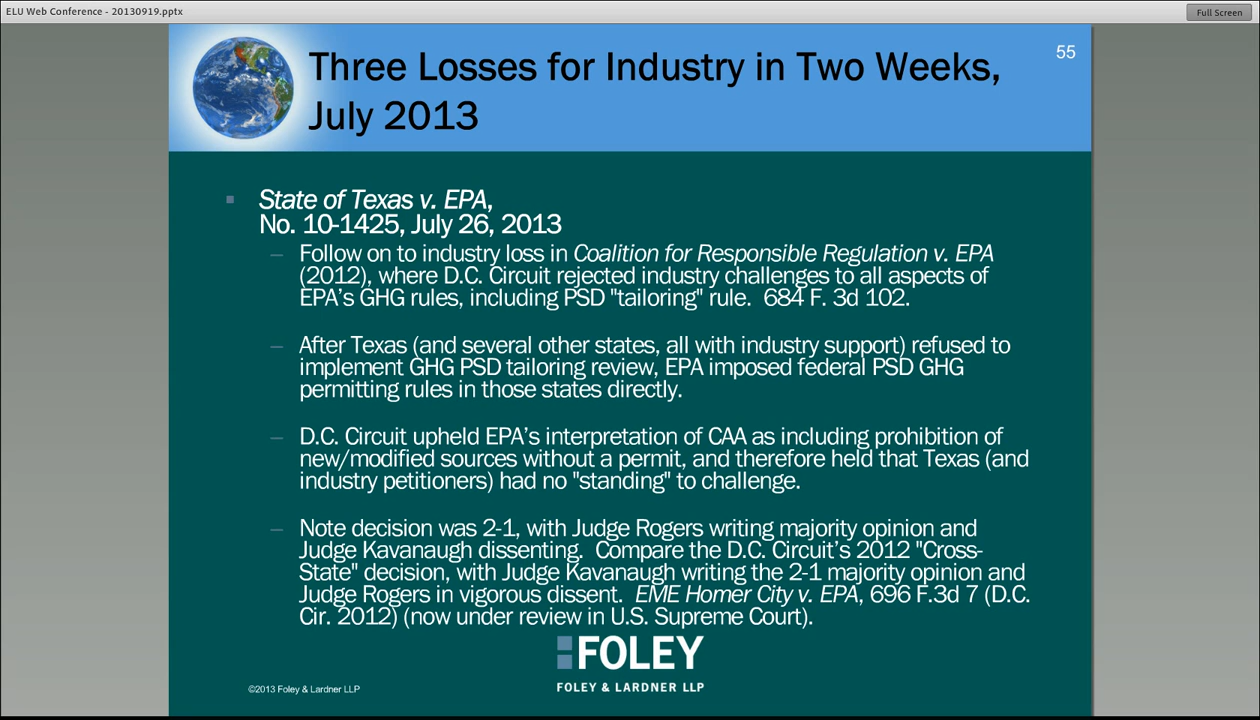 ELU Web Conference - 20130919.pptx
Full Screen
55
Three Losses for Industry in Two Weeks,
July 2013
State of Texas v. EPA,
No. 10-1425, July 26, 2013
– Follow on to industry loss in Coalition for Responsible Regulation v. EPA
(2012), where D.C. Circuit rejected industry challenges to all aspects of
EPA's GHG rules, including PSD "tailoring" rule.  684 F. 3d 102.
– After Texas (and several other states, all with industry support) refused to
implement GHG PSD tailoring review, EPA imposed federal PSD GHG
permitting rules in those states directly.
– D.C. Circuit upheld EPA's interpretation of CAA as including prohibition of
new/modified sources without a permit, and therefore held that Texas (and
industry petitioners) had no "standing" to challenge.
– Note decision was 2-1, with Judge Rogers writing majority opinion and
Judge Kavanaugh dissenting.  Compare the D.C. Circuit's 2012 "Cross-
State" decision, with Judge Kavanaugh writing the 2-1 majority opinion and
Judge Rogers in vigorous dissent.  EME Homer City v. EPA, 696 F.3d 7 (D.C.
Cir. 2012) (now under review in U.S. Supreme Court).
FOLEY
FOLEY & LARDNER LLP
©2013 Foley & Lardner LLP